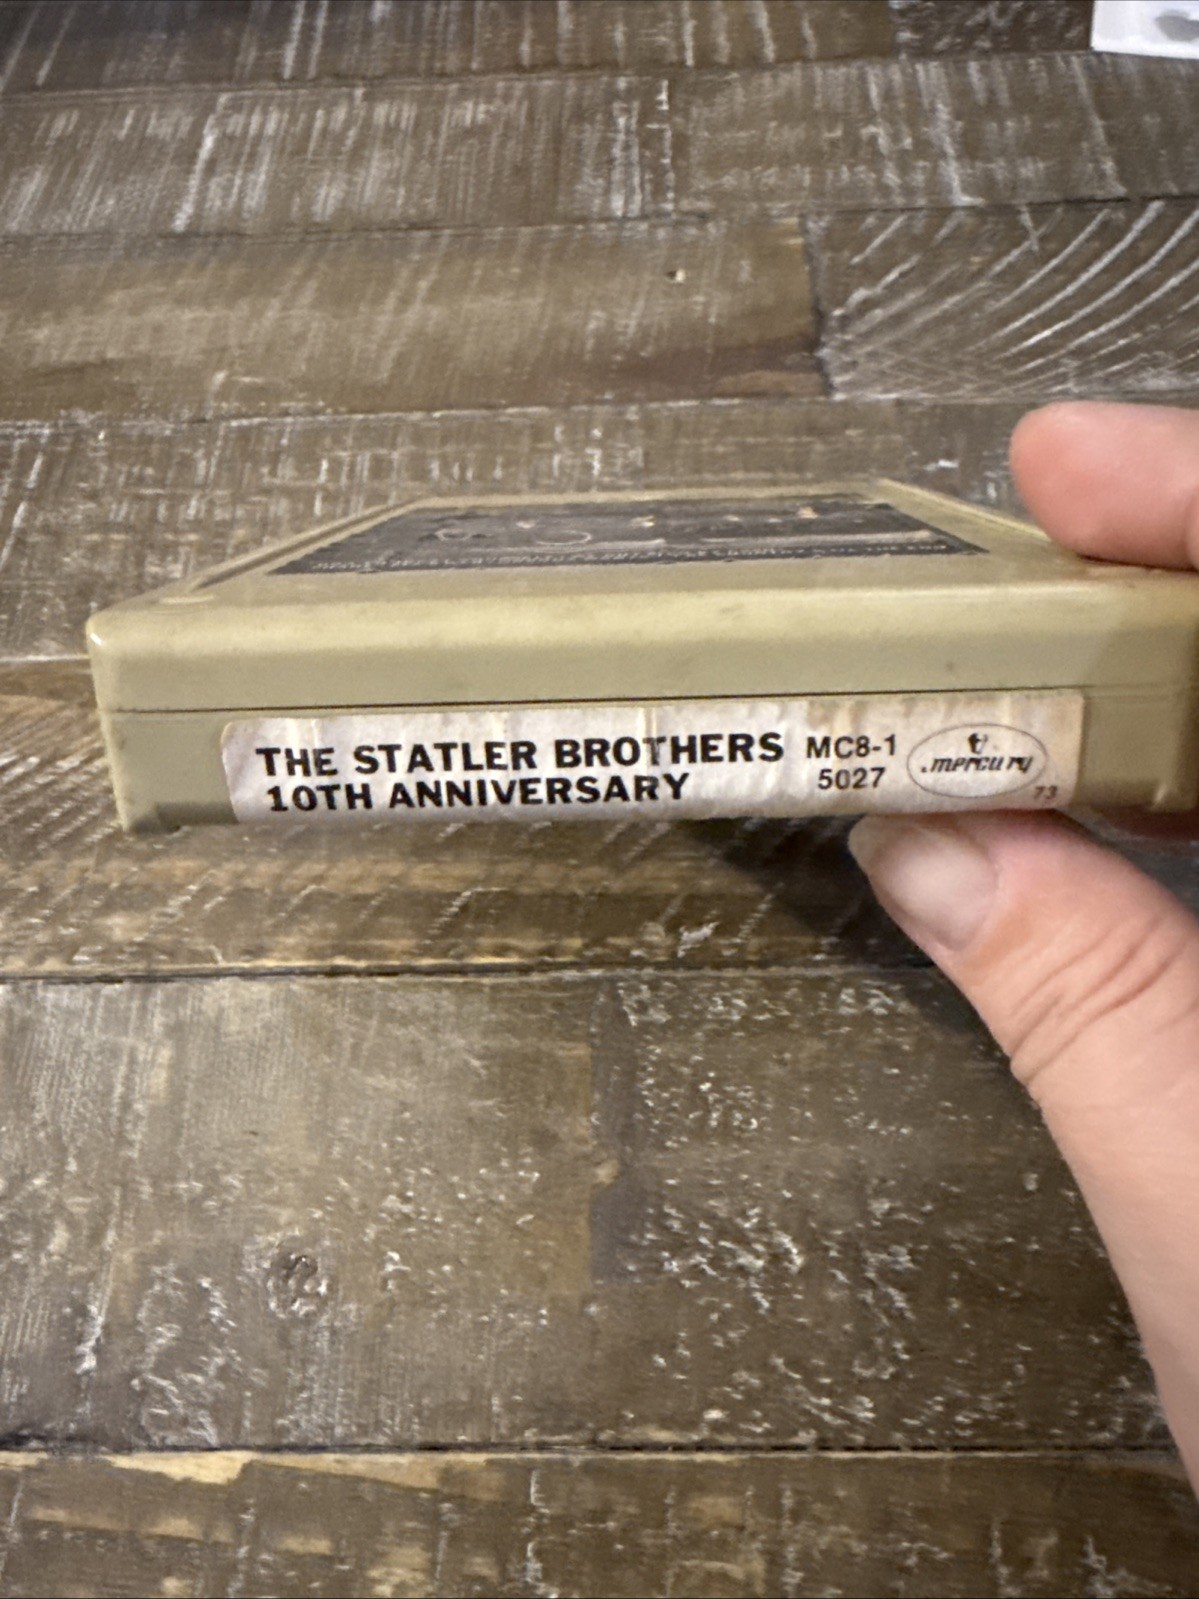 THE STATLER BROTHERS MC8-1
10TH ANNIVERSARY 5027
mercury
73